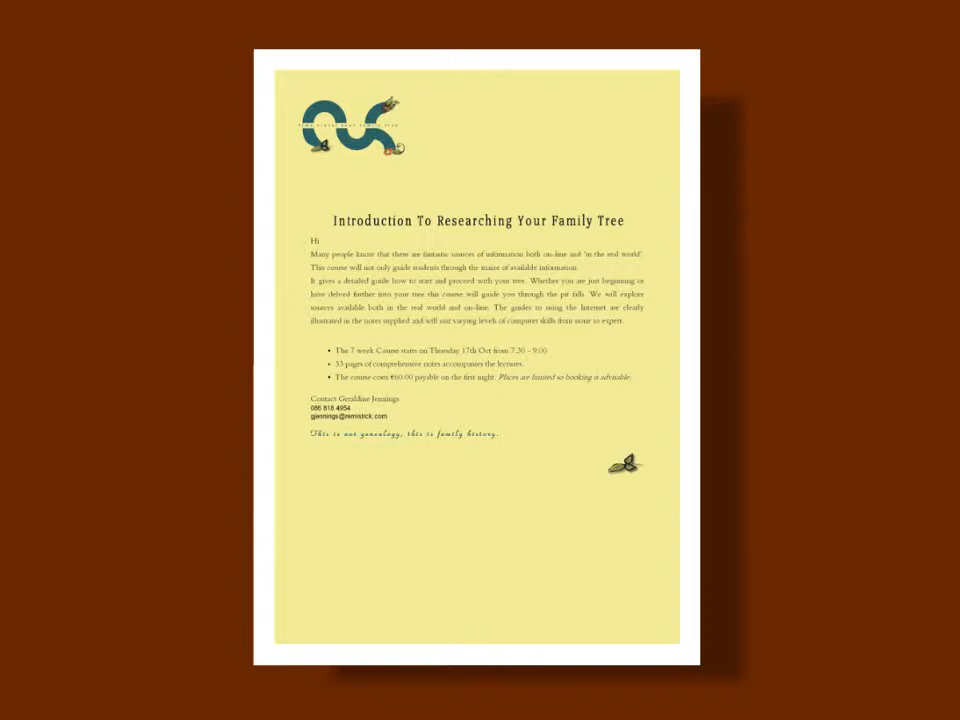 Introduction To Researching Your Family Tree
Hi
Many people know that there are fantastic sources of information both on-line and 'in the real world'.
This course will not only guide students through the maize of available information.
It gives a detailed guide how to start and proceed with your tree. Whether you are just beginning or
have delved further into your tree this course will guide you through the pit falls. We will explore
sources available both in the real world and on-line. The guides to using the Internet are clearly
illustrated in the notes supplied and will suit varying levels of computer skills from none to expert.
• The 7 week Course starts on Thursday 17th Oct from 7.30 - 9.00
• 33 pages of comprehensive notes accompanies the lectures.
• The course costs €60.00 payable on the first night. Places are limited so booking is advisable.
Contact Geraldine Jennings
086 818 4954
gjennings@remistick.com
This is not genealogy, this is family history.